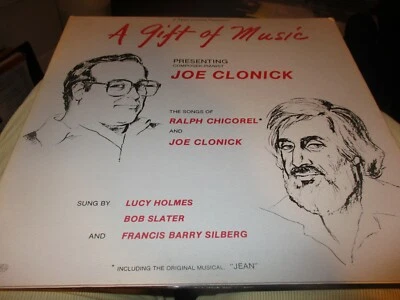 A Gift of Music
PRESENTING
COMPOSER/PIANIST
JOE CLONICK
THE SONGS OF
RALPH CHICOREL*
AND
JOE CLONICK
SUNG BY LUCY HOLMES
BOB SLATER
AND FRANCIS BARRY SILBERG
* INCLUDING THE ORIGINAL MUSICAL "JEAN"